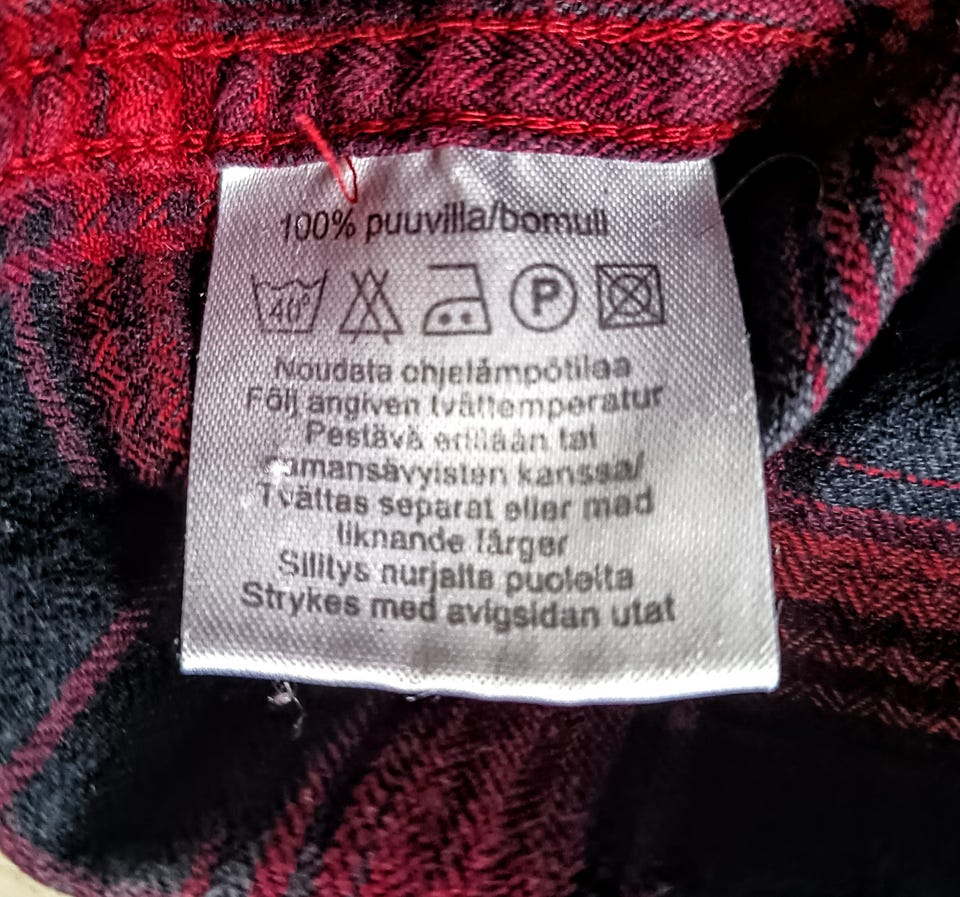 100% puuvilla/bomull
40° P
Noudata ohjelämpötilaa
Följ angiven tvättemperatur
Pestävä erillään tai
samansävyisten kanssa/
Tvättas separat eller med
liknande färger
Silitys nurjalta puolelta
Strykes med avigsidan utåt